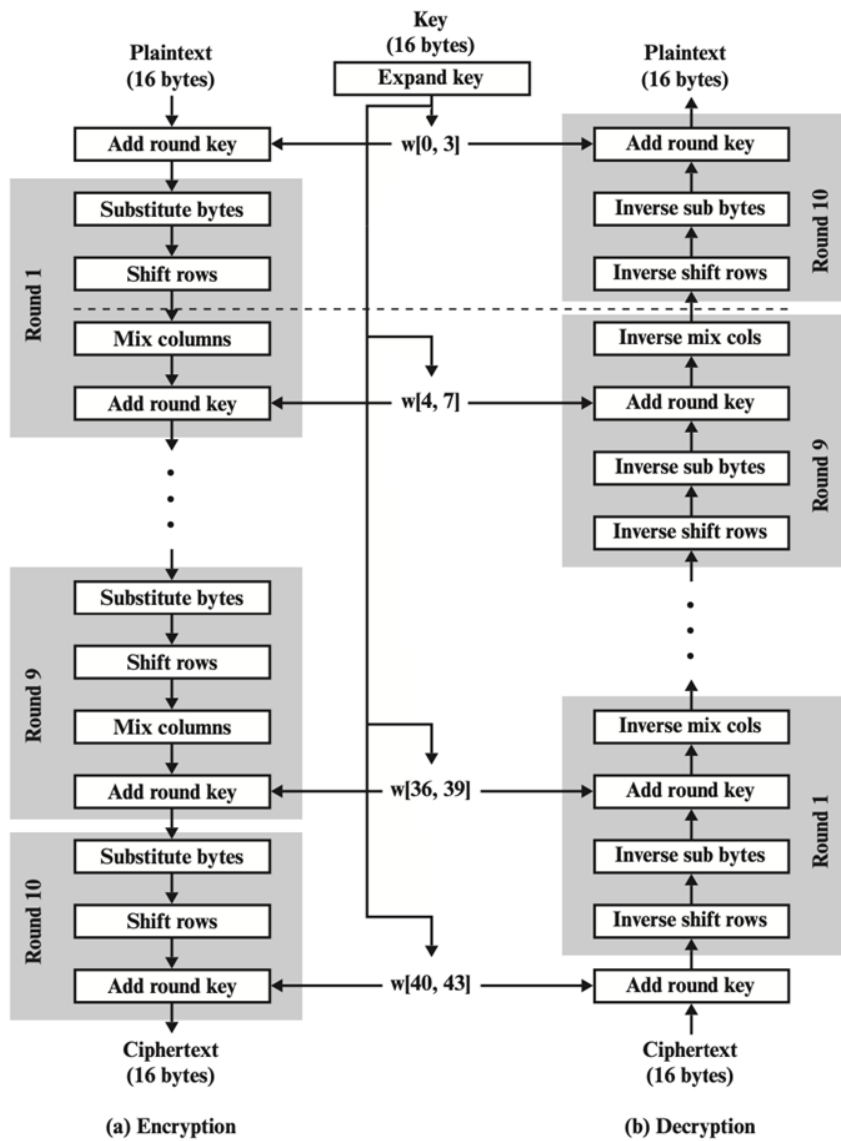 Key
(16 bytes)
Expand key
Plaintext
(16 bytes)
Add round key
Round 1
Substitute bytes
Shift rows
Mix columns
Add round key
Round 9
Substitute bytes
Shift rows
Mix columns
Add round key
Round 10
Substitute bytes
Shift rows
Add round key
Ciphertext
(16 bytes)
(a) Encryption
w[0, 3]
w[4, 7]
w[36, 39]
w[40, 43]
Plaintext
(16 bytes)
Add round key
Inverse sub bytes
Inverse shift rows
Round 10
Inverse mix cols
Add round key
Inverse sub bytes
Inverse shift rows
Round 9
Inverse mix cols
Add round key
Inverse sub bytes
Inverse shift rows
Round 1
Add round key
Ciphertext
(16 bytes)
(b) Decryption